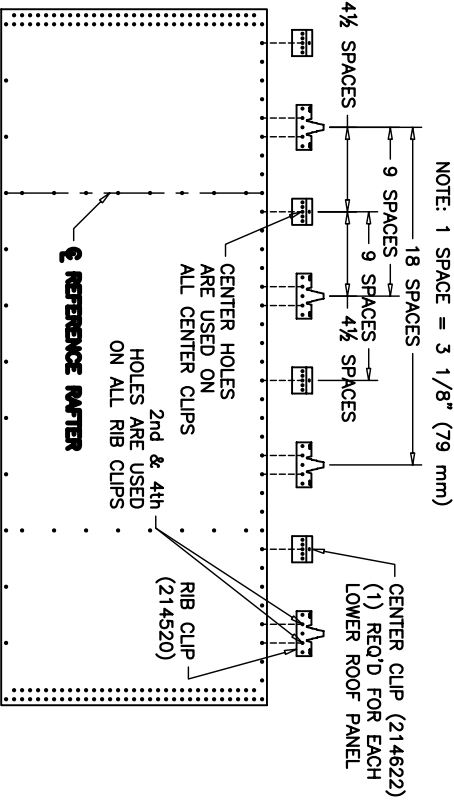 NOTE: 1 SPACE = 3 1/8" (79 mm)
18 SPACES
9 SPACES
9 SPACES
4½ SPACES
4½ SPACES
CENTER CLIP (214622)
(1) REQ'D FOR EACH
LOWER ROOF PANEL
CENTER HOLES
ARE USED ON
ALL CENTER CLIPS
2nd & 4th
HOLES ARE USED
ON ALL RIB CLIPS
RIB CLIP
(214520)
℄ REFERENCE RAFTER